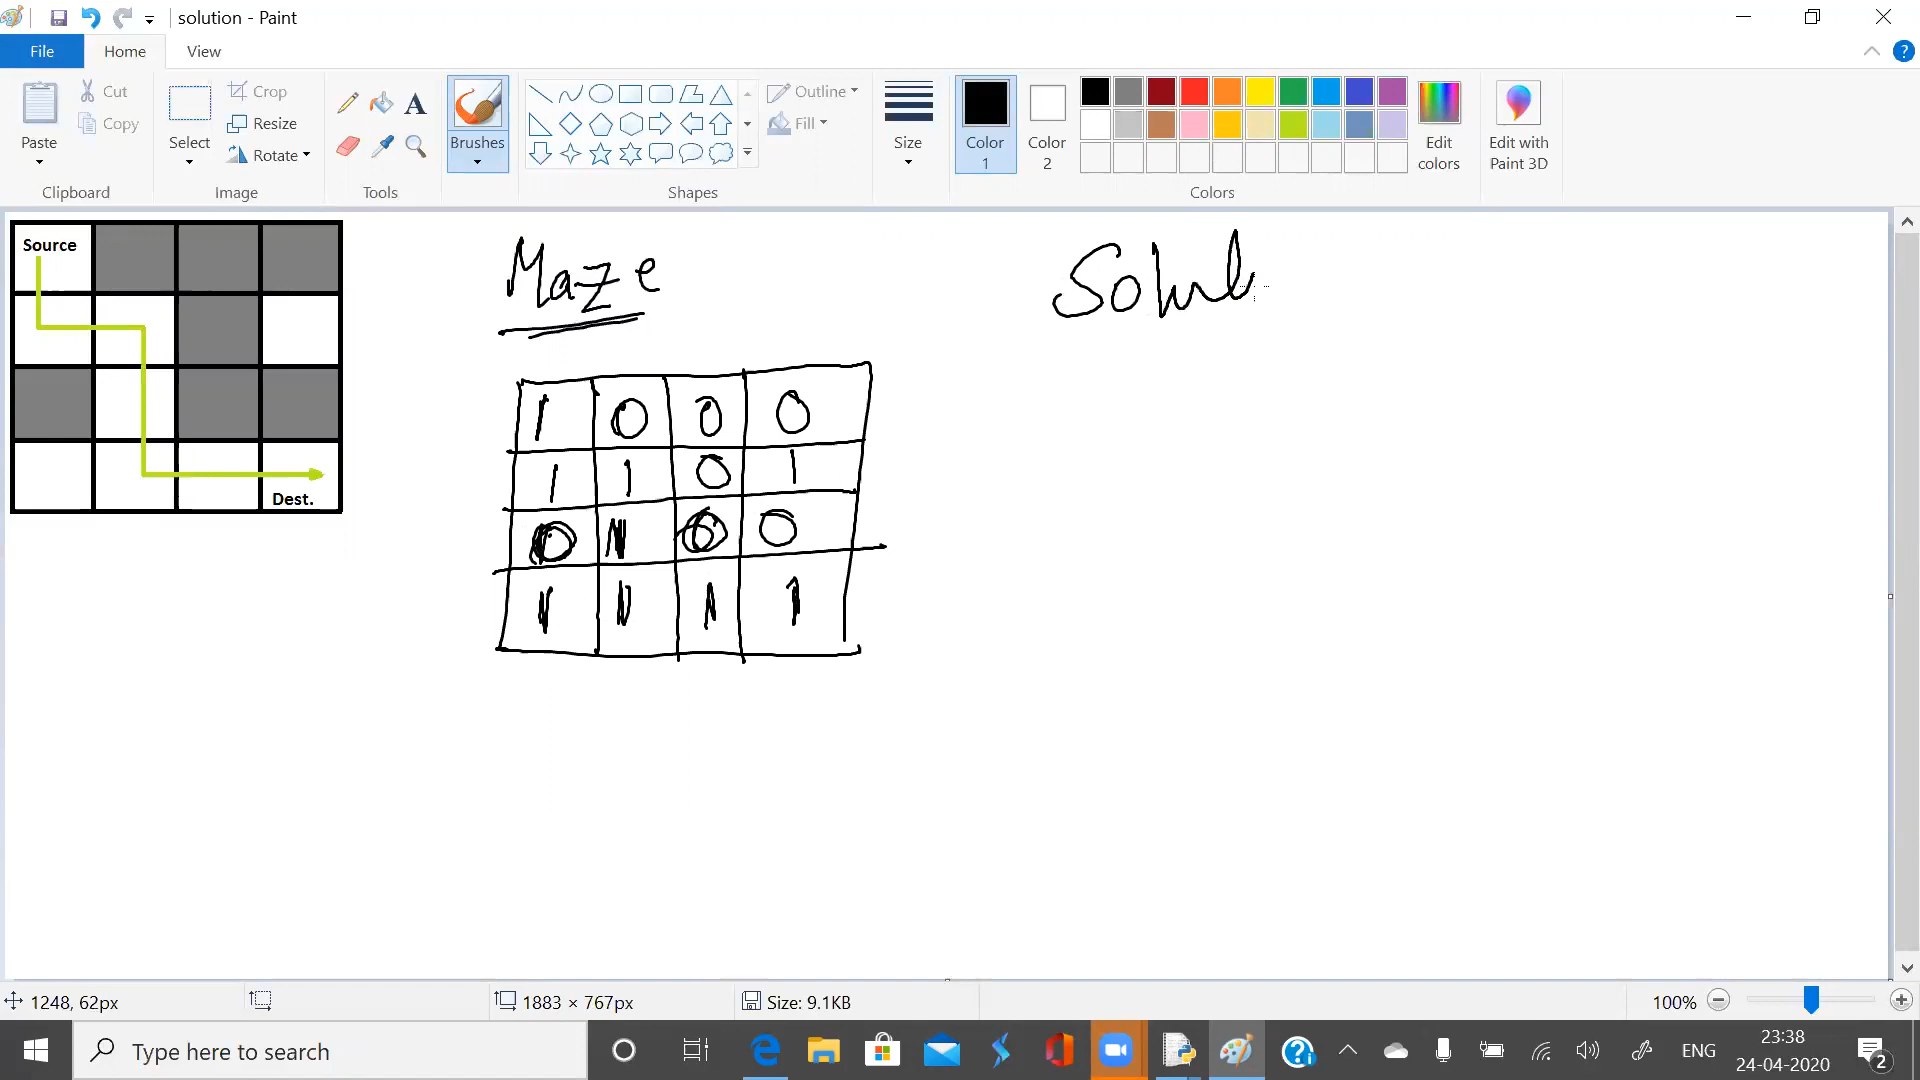 solution - Paint
File Home View
Paste
Cut
Copy
Clipboard
Select
Crop
Resize
Rotate
Image
Tools
Brushes
Shapes
Outline
Fill
Size
Color 1
Color 2
Colors
Edit colors
Edit with Paint 3D
Source
Dest.
Maze
1 0 0 0
1 1 0 1
0 1 0 0
1 1 1 1
Solut
1248, 62px
1883 × 767px
Size: 9.1KB
100%
Type here to search
ENG
23:38
24-04-2020
2